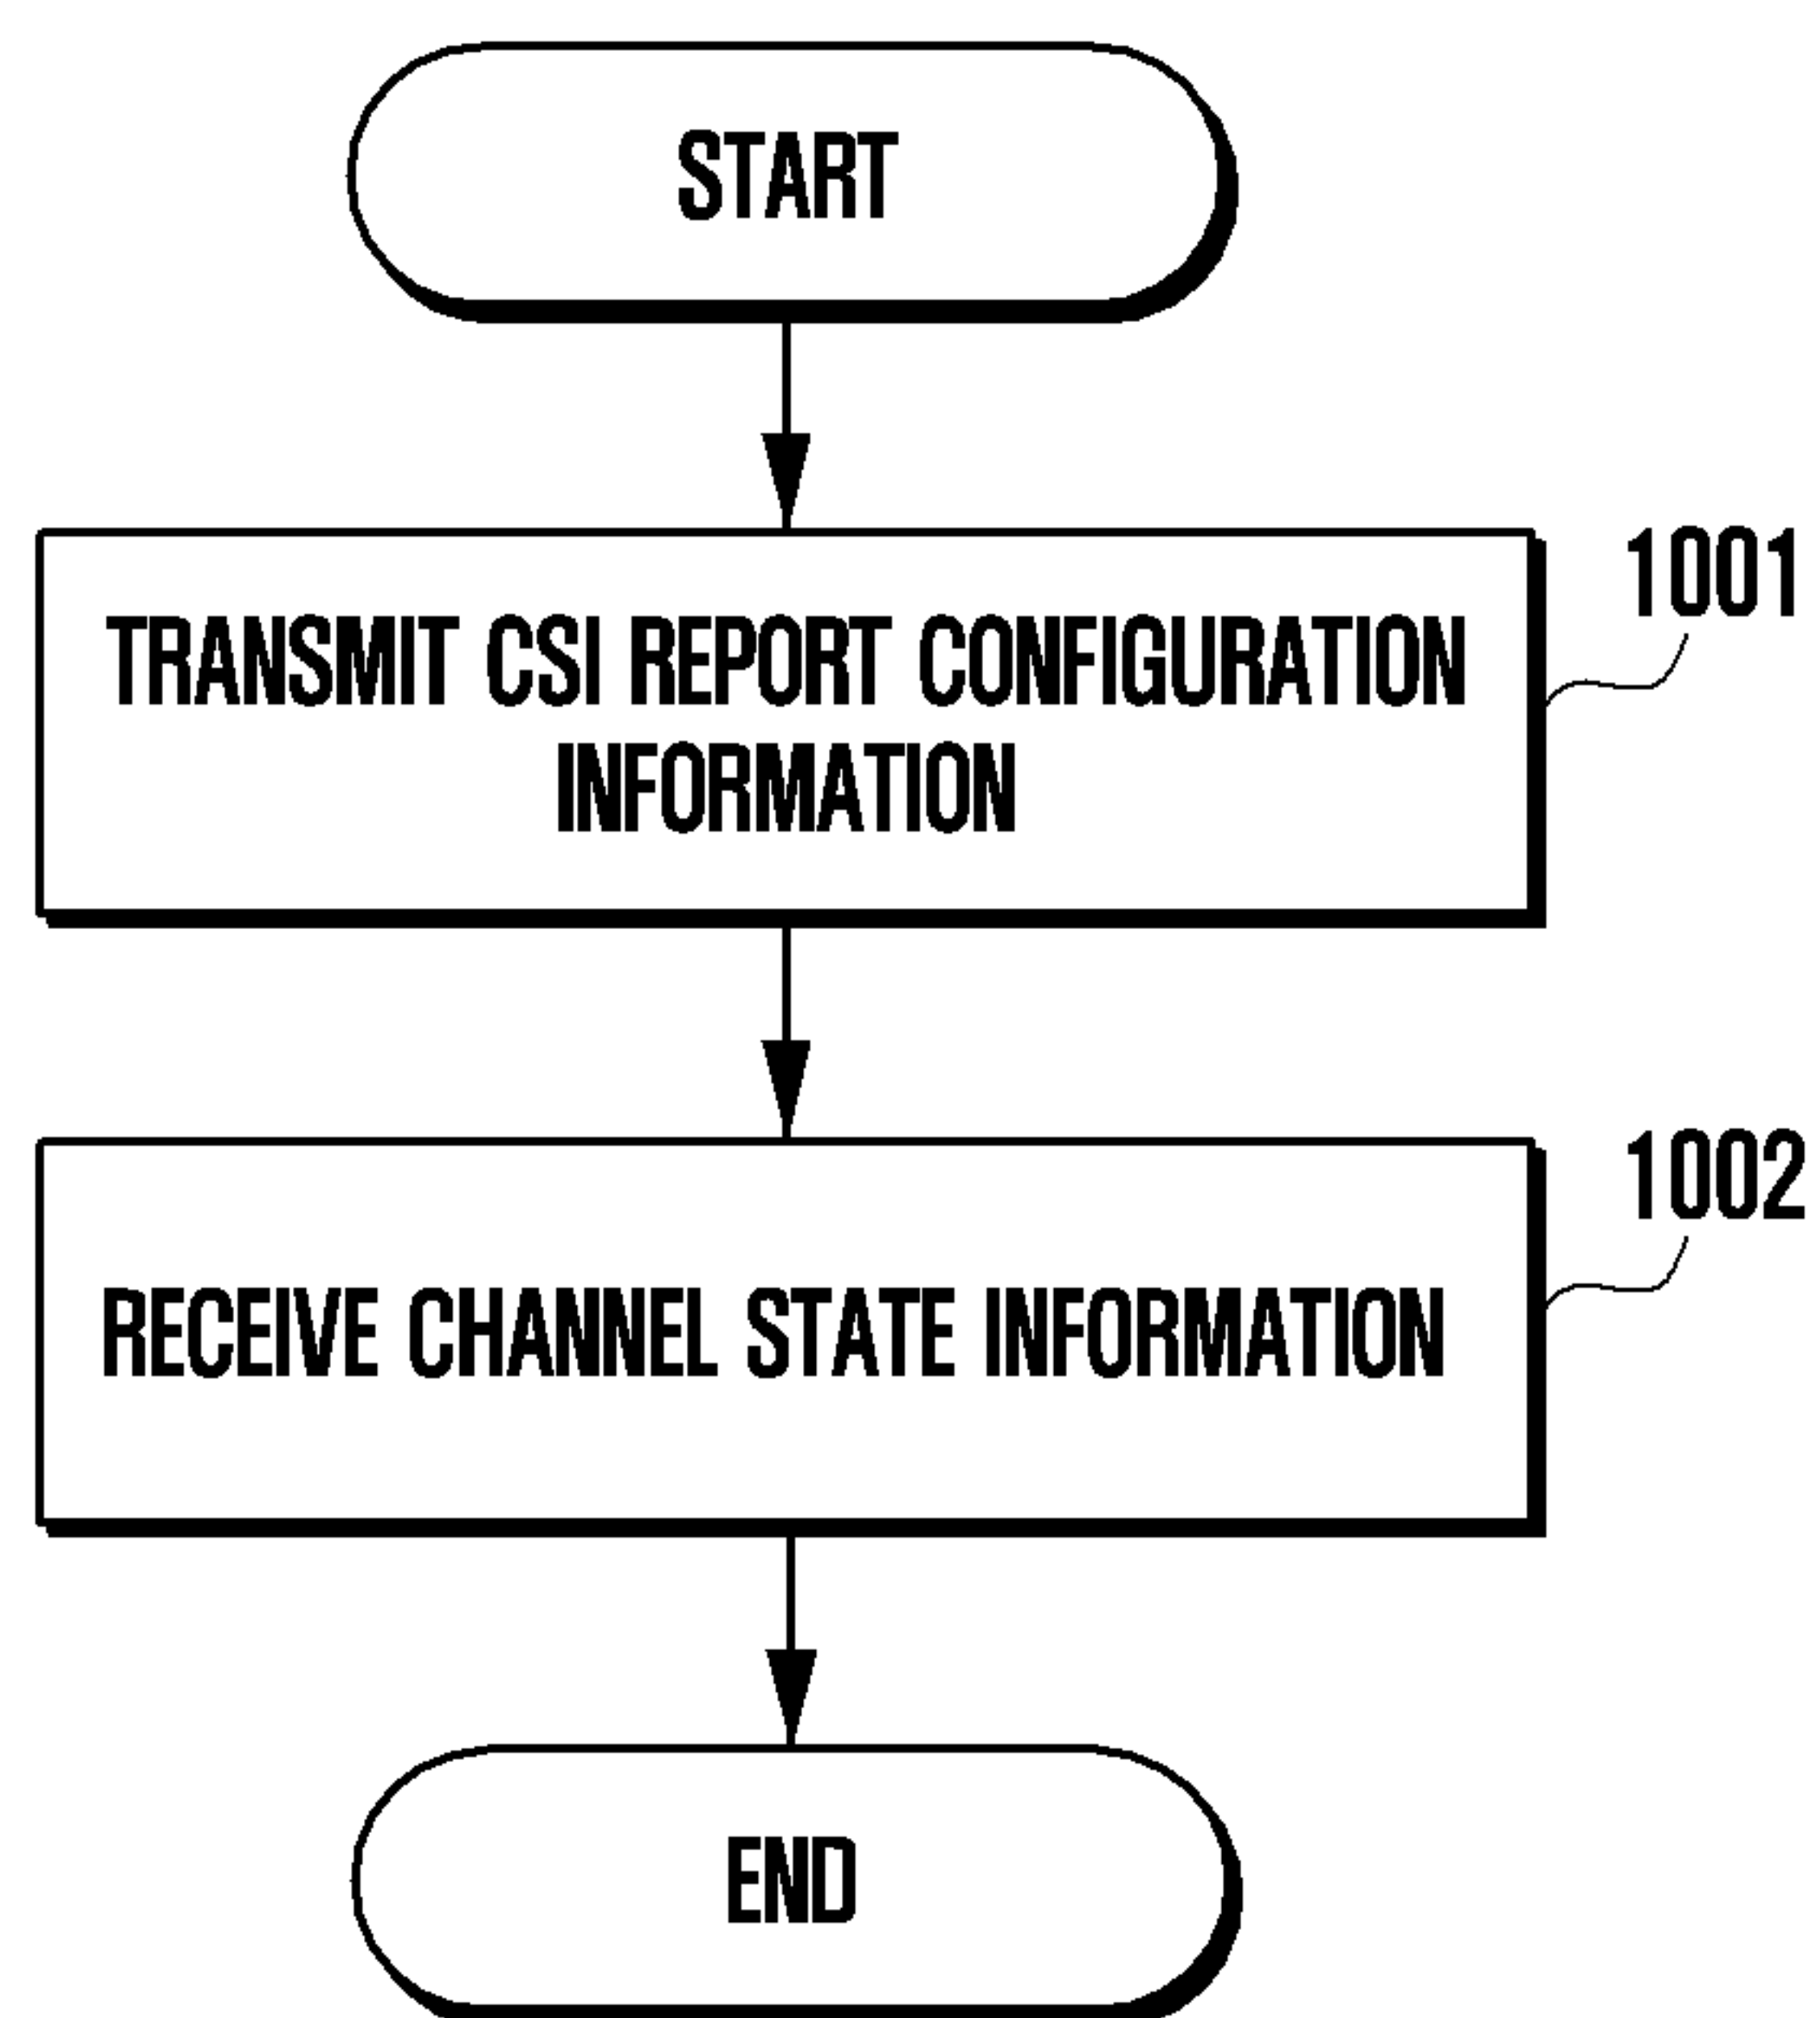 START
1001
TRANSMIT CSI REPORT CONFIGURATION
INFORMATION
1002
RECEIVE CHANNEL STATE INFORMATION
END